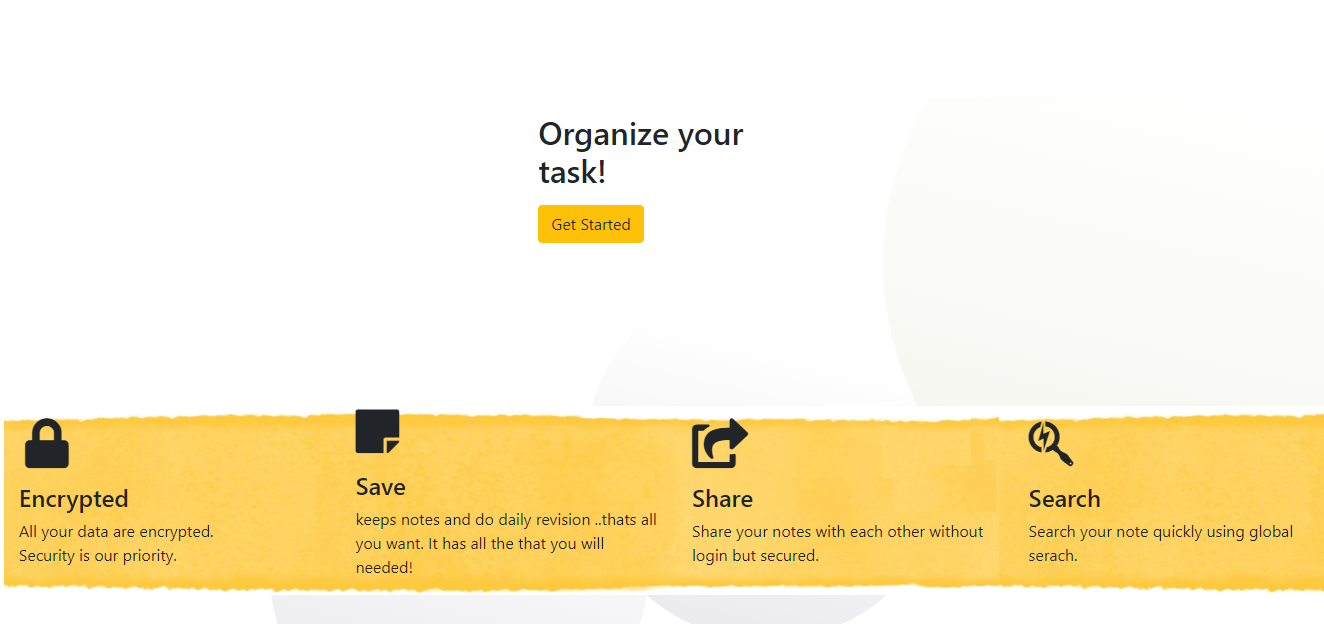 Organize your
task!
Get Started
Encrypted
All your data are encrypted.
Security is our priority.
Save
keeps notes and do daily revision ..thats all
you want. It has all the that you will
needed!
Share
Share your notes with each other without
login but secured.
Search
Search your note quickly using global
serach.